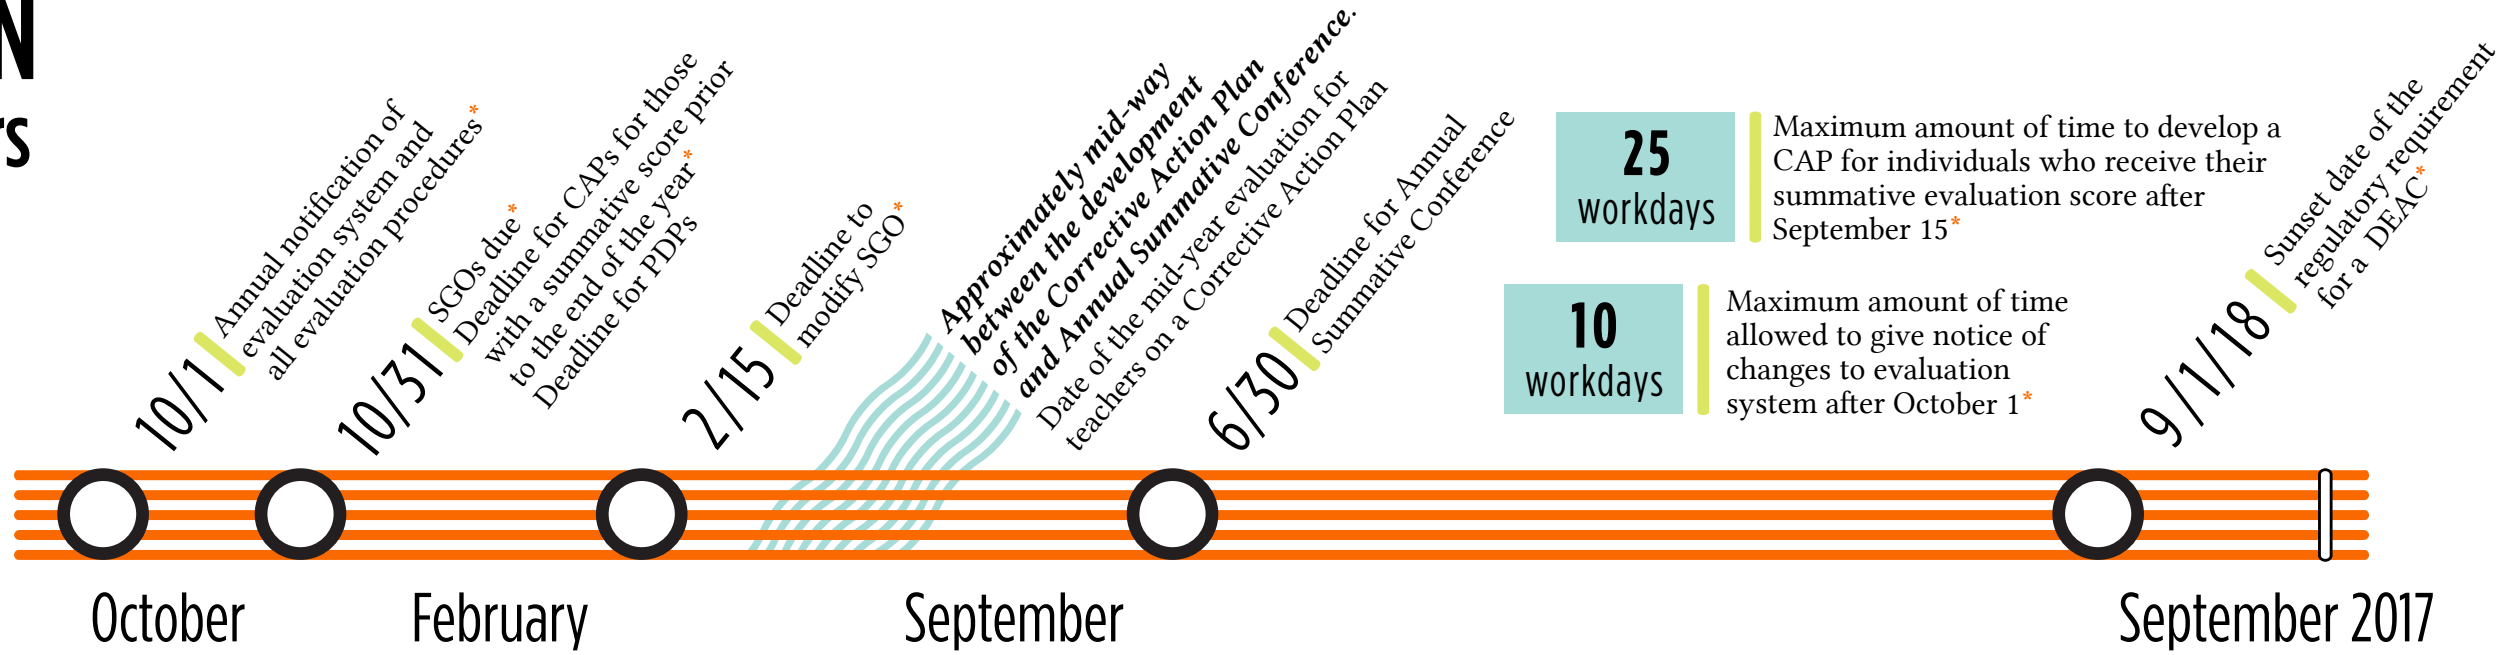 N
rs
10/1
Annual notification of
evaluation system and
all evaluation procedures*
10/31
SGOs due*
Deadline for CAPs for those
with a summative score prior
to the end of the year*
Deadline for PDPs
2/15
Deadline to
modify SGO*
Approximately mid-way
between the development
of the Corrective Action Plan
and Annual Summative Conference.
Date of the mid-year evaluation for
teachers on a Corrective Action Plan
6/30
Deadline for Annual
Summative Conference
25
workdays
Maximum amount of time to develop a
CAP for individuals who receive their
summative evaluation score after
September 15*
10
workdays
Maximum amount of time
allowed to give notice of
changes to evaluation
system after October 1*
9/1/18
Sunset date of the
regulatory requirement
for a DEAC*
October
February
September
September 2017